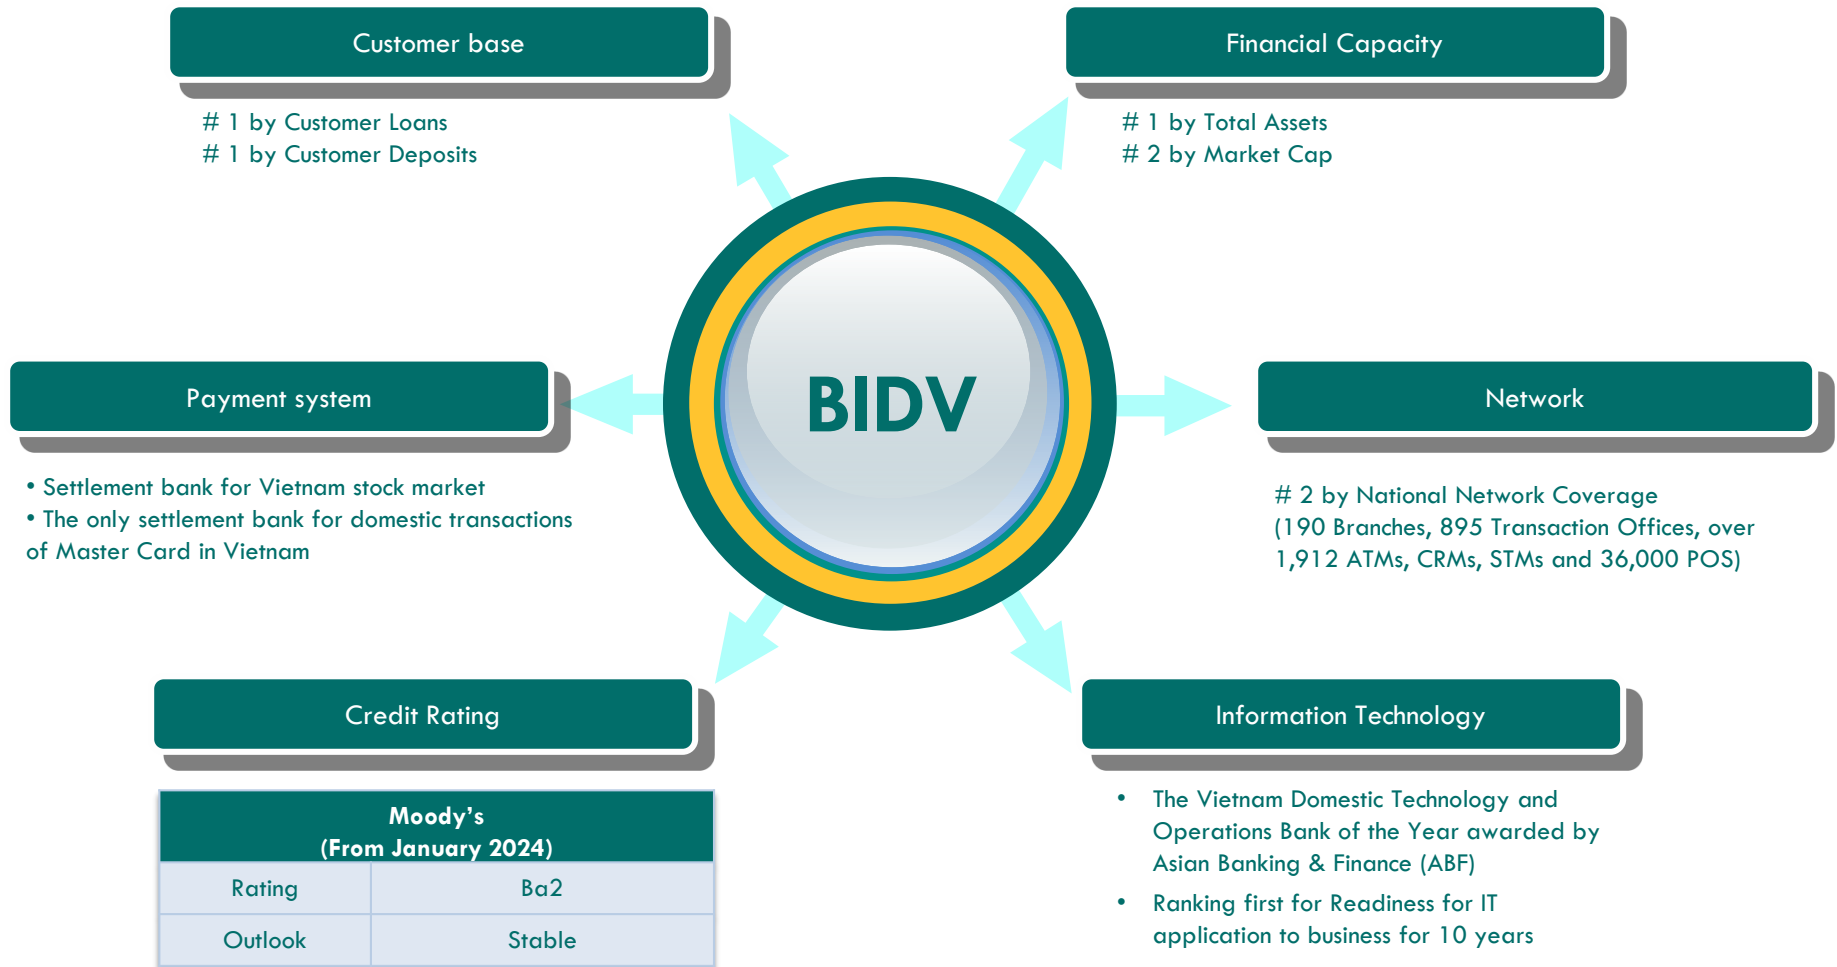 Customer base
# 1 by Customer Loans
# 1 by Customer Deposits
Financial Capacity
# 1 by Total Assets
# 2 by Market Cap
BIDV
Payment system
• Settlement bank for Vietnam stock market
• The only settlement bank for domestic transactions
of Master Card in Vietnam
Network
# 2 by National Network Coverage
(190 Branches, 895 Transaction Offices, over
1,912 ATMs, CRMs, STMs and 36,000 POS)
Credit Rating
Moody’s
(From January 2024)
Rating Ba2
Outlook Stable
Information Technology
• The Vietnam Domestic Technology and
Operations Bank of the Year awarded by
Asian Banking & Finance (ABF)
• Ranking first for Readiness for IT
application to business for 10 years